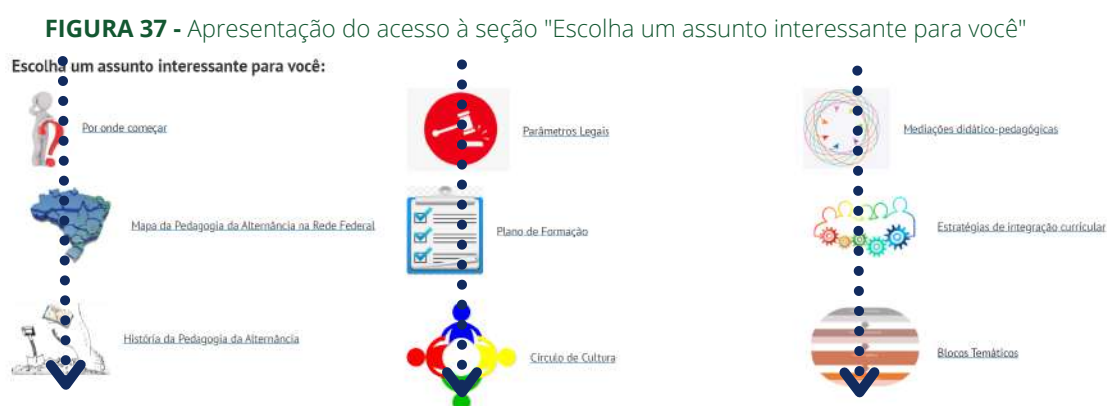 FIGURA 37 - Apresentação do acesso à seção "Escolha um assunto interessante para você"
Escolha um assunto interessante para você:
Por onde começar
Mapa da Pedagogia da Alternância na Rede Federal
História da Pedagogia da Alternância
Parâmetros Legais
Plano de Formação
Círculo de Cultura
Mediações didático-pedagógicas
Estratégias de integração curricular
Blocos Temáticos